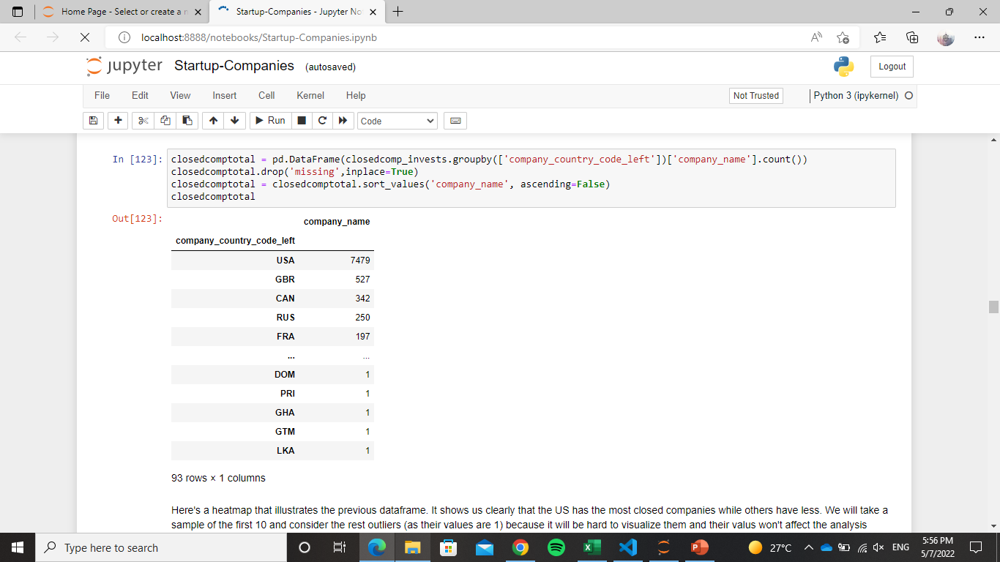 Home Page - Select or create a n
Startup-Companies - Jupyter No
localhost:8888/notebooks/Startup-Companies.ipynb
jupyter Startup-Companies (autosaved)
Logout
File Edit View Insert Cell Kernel Help
Not Trusted
Python 3 (ipykernel)
Run
Code
In [123]:
closedcomptotal = pd.DataFrame(closedcomp_invests.groupby(['company_country_code_left'])['company_name'].count())
closedcomptotal.drop('missing',inplace=True)
closedcomptotal = closedcomptotal.sort_values('company_name', ascending=False)
closedcomptotal
Out[123]:
company_name
company_country_code_left
USA 7479
GBR 527
CAN 342
RUS 250
FRA 197
... ...
DOM 1
PRI 1
GHA 1
GTM 1
LKA 1
93 rows × 1 columns
Here's a heatmap that illustrates the previous dataframe. It shows us clearly that the US has the most closed companies while others have less. We will take a
sample of the first 10 and consider the rest outliers (as their values are 1) because it will be hard to visualize them and their valus won't affect the analysis
Type here to search
27°C
ENG
5:56 PM
5/7/2022